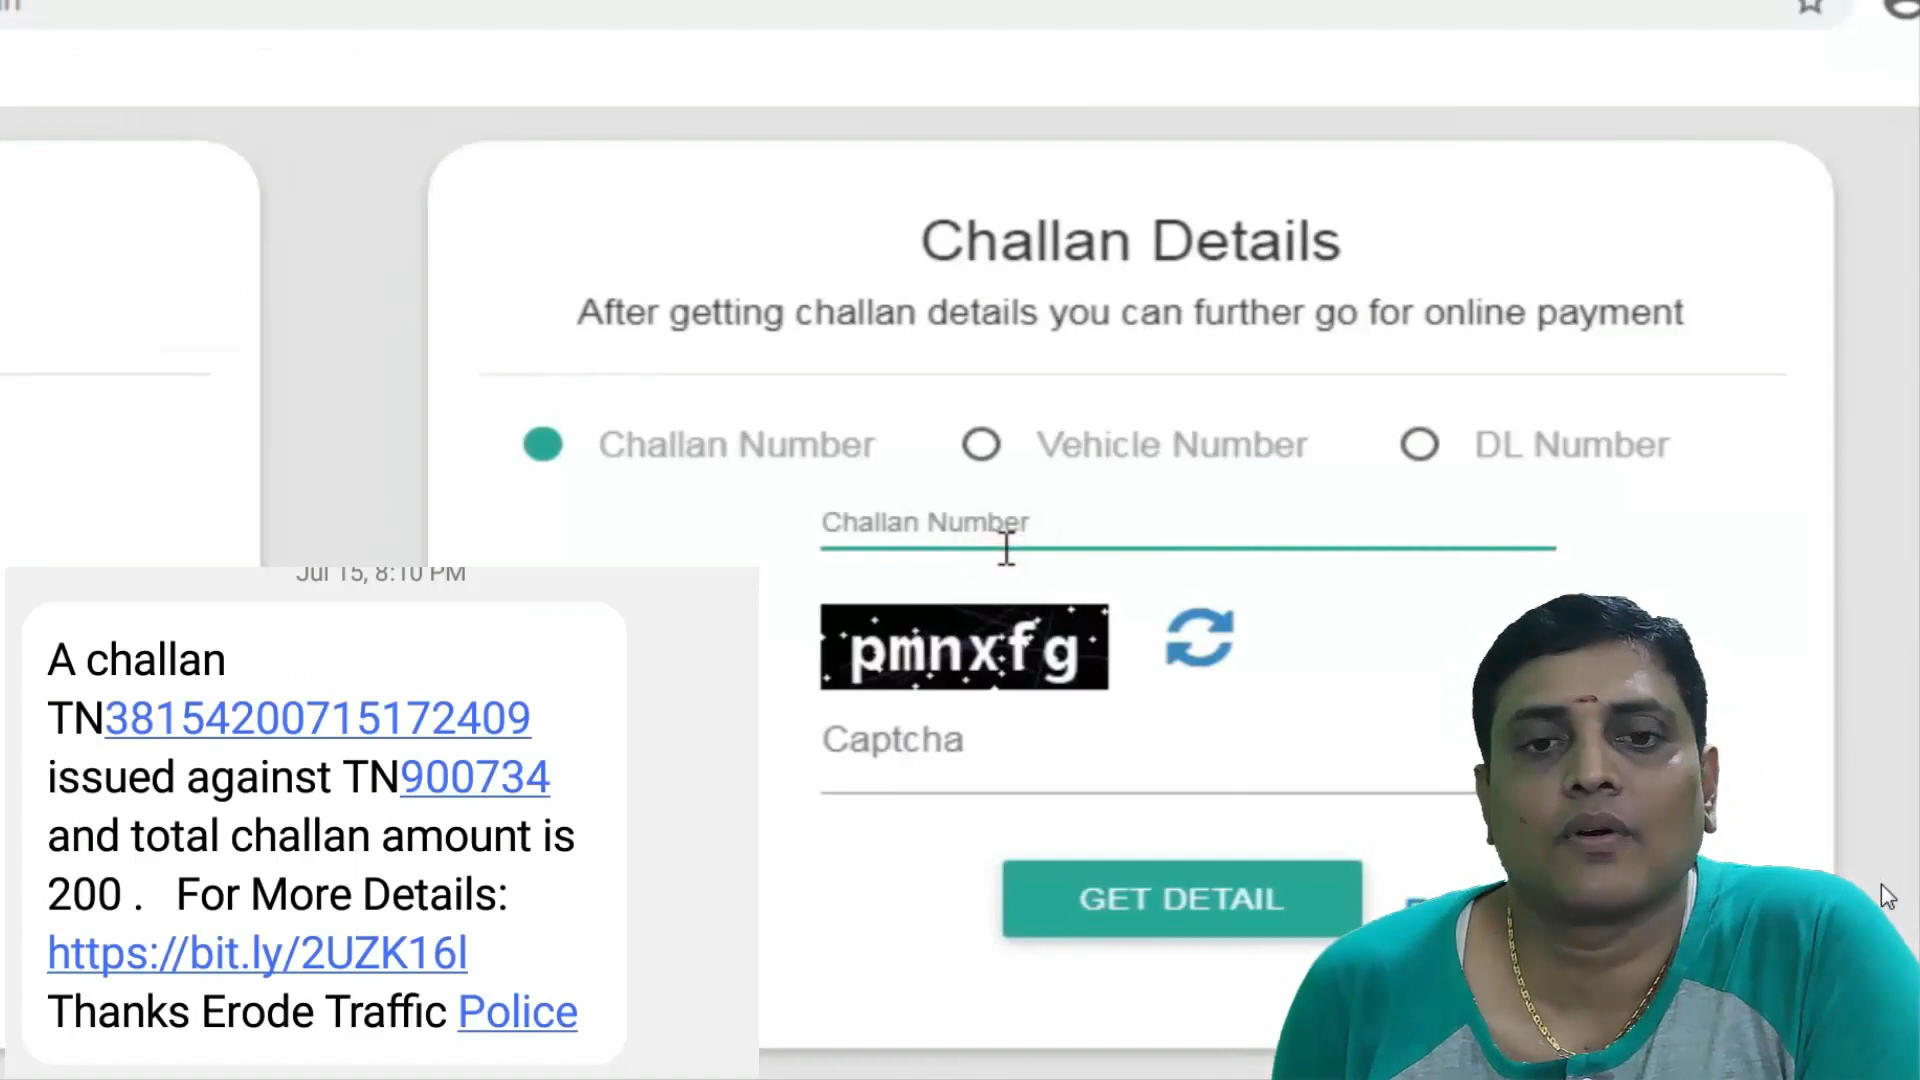 Challan Details
After getting challan details you can further go for online payment
Challan Number
Vehicle Number
DL Number
Challan Number
pmnxfg
Captcha
GET DETAIL
Jul 15, 8:10 PM
A challan
TN38154200715172409
issued against TN900734
and total challan amount is
200 . For More Details:
https://bit.ly/2UZK16l
Thanks Erode Traffic Police